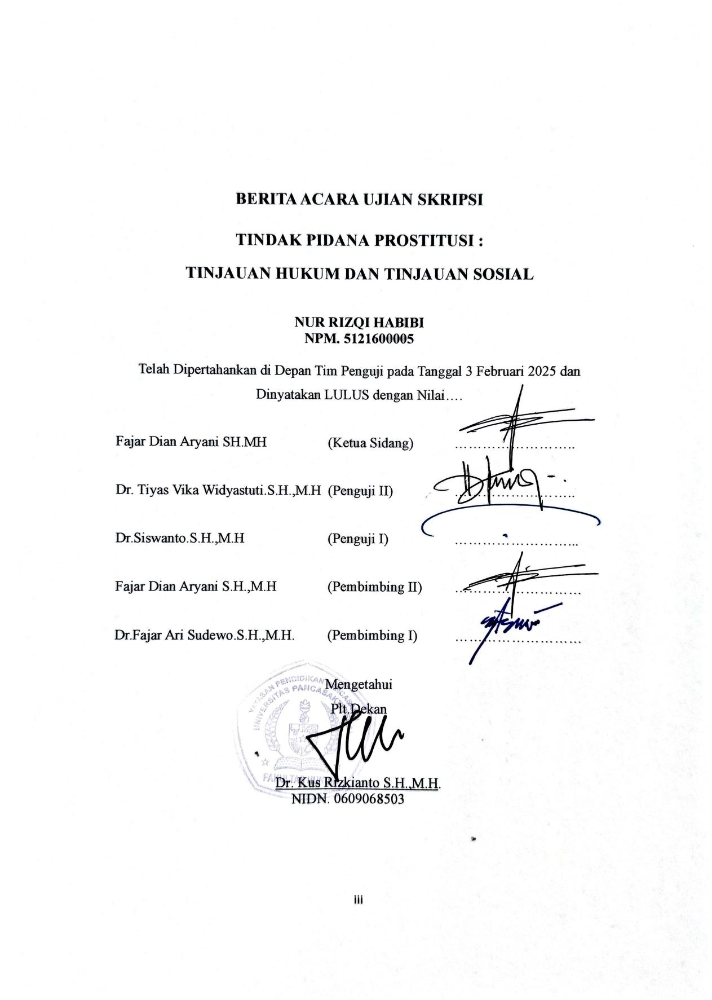 BERITA ACARA UJIAN SKRIPSI
TINDAK PIDANA PROSTITUSI :
TINJAUAN HUKUM DAN TINJAUAN SOSIAL
NUR RIZQI HABIBI
NPM. 5121600005
Telah Dipertahankan di Depan Tim Penguji pada Tanggal 3 Februari 2025 dan
Dinyatakan LULUS dengan Nilai….
Fajar Dian Aryani SH.MH (Ketua Sidang) ……………………..
Dr. Tiyas Vika Widyastuti.S.H.,M.H (Penguji II) ……………………..
Dr.Siswanto.S.H.,M.H (Penguji I) ……………………...
Fajar Dian Aryani S.H.,M.H (Pembimbing II) ……………………….
Dr.Fajar Ari Sudewo.S.H.,M.H. (Pembimbing I) ……………………….
YAYASAN PENDIDIKAN
UNIVERSITAS PANCASAKTI
Mengetahui
Plt.Dekan
FAKULTAS
Dr. Kus Rizkianto S.H.,M.H.
NIDN. 0609068503
iii